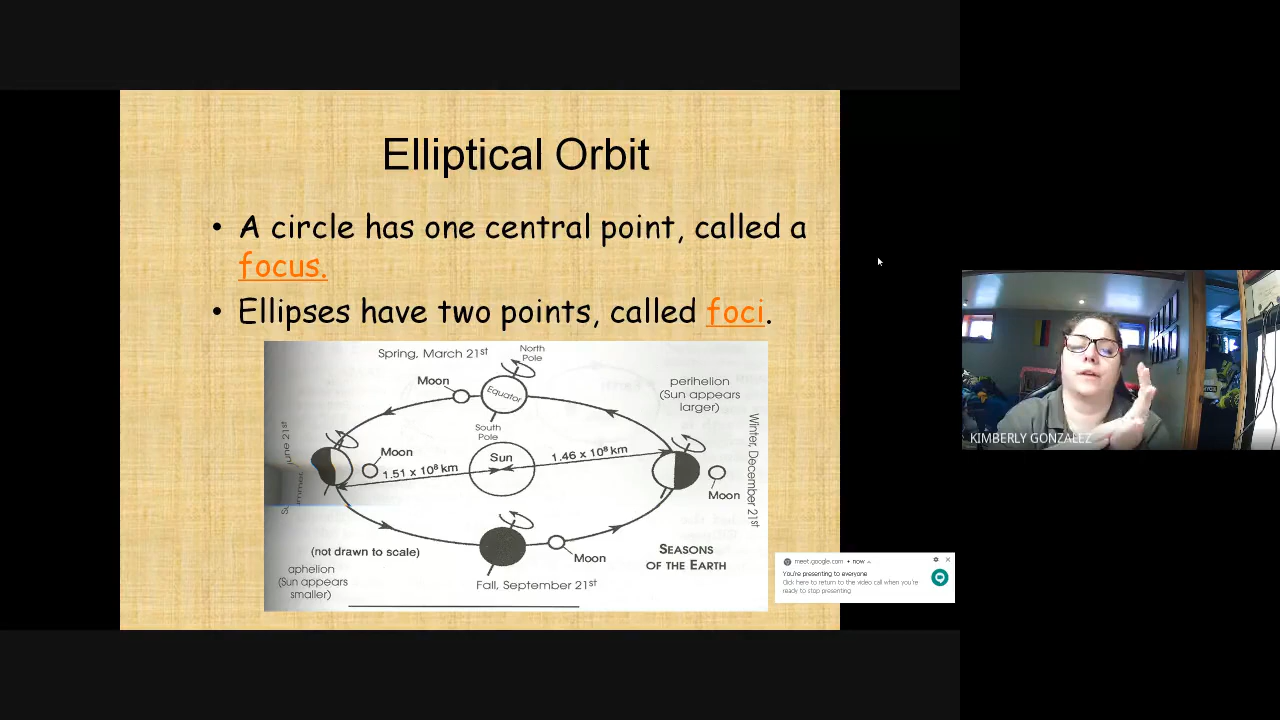 Elliptical Orbit
• A circle has one central point, called a
focus.
• Ellipses have two points, called foci.
Spring, March 21st
North
Pole
Moon
Equator
South
Pole
perihelion
(Sun appears
larger)
Winter, December 21st
June 21st
Moon
1.51 x 10⁸ km
Sun
1.46 x 10⁸ km
Moon
(not drawn to scale)
Moon
SEASONS
OF THE EARTH
aphelion
(Sun appears
smaller)
Fall, September 21st
KIMBERLY GONZALEZ
meet.google.com • now
You're presenting to everyone
Click here to return to the video call when you're
ready to stop presenting